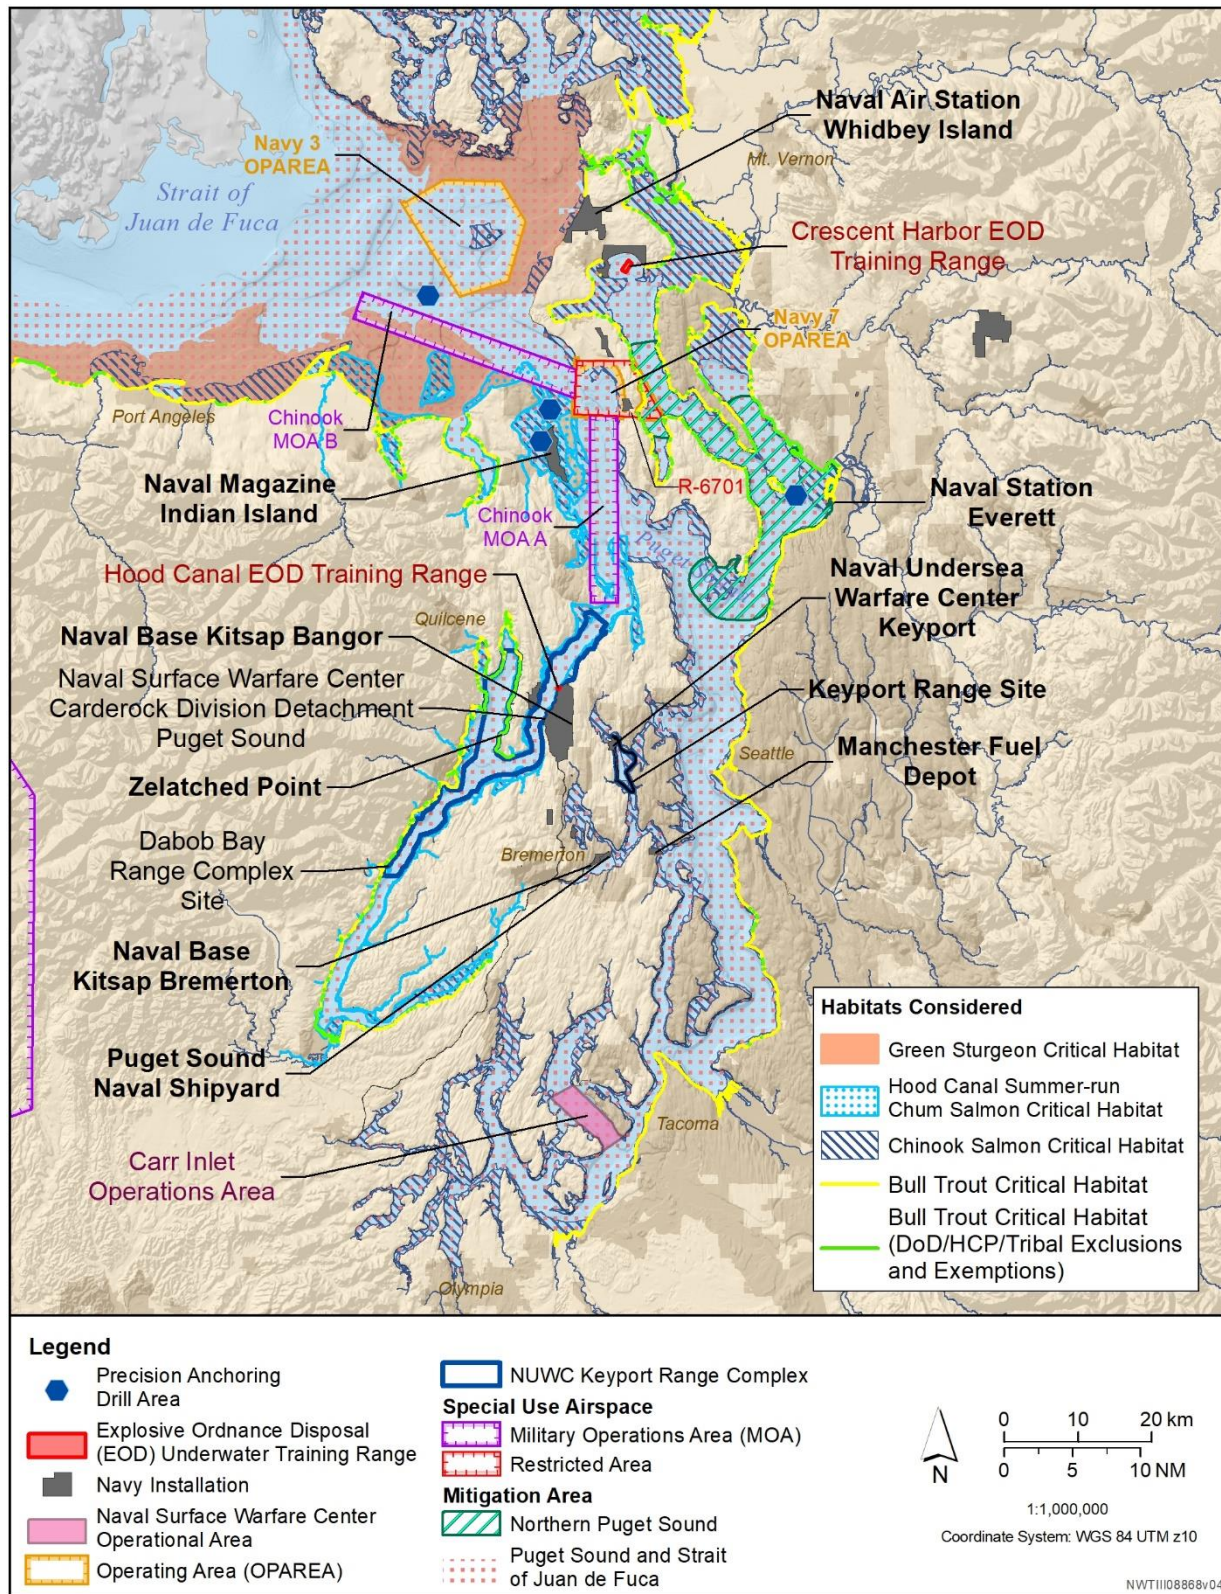 Naval Air Station
Whidbey Island
Navy 3
OPAREA
Mt. Vernon
Strait of
Juan de Fuca
Crescent Harbor EOD
Training Range
Navy 7
OPAREA
Port Angeles
Chinook
MOA B
Naval Magazine
Indian Island
R-6701
Naval Station
Everett
Chinook
MOA A
Puget
Hood Canal EOD Training Range
Naval Undersea
Warfare Center
Keyport
Quilcene
Naval Base Kitsap Bangor
Naval Surface Warfare Center
Carderock Division Detachment
Puget Sound
Keyport Range Site
Seattle
Manchester Fuel
Depot
Zelatched Point
Dabob Bay
Range Complex
Site
Bremerton
Naval Base
Kitsap Bremerton
Puget Sound
Naval Shipyard
Tacoma
Carr Inlet
Operations Area
Olympia
Habitats Considered
Green Sturgeon Critical Habitat
Hood Canal Summer-run
Chum Salmon Critical Habitat
Chinook Salmon Critical Habitat
Bull Trout Critical Habitat
Bull Trout Critical Habitat
(DoD/HCP/Tribal Exclusions
and Exemptions)
Legend
Precision Anchoring
Drill Area
Explosive Ordnance Disposal
(EOD) Underwater Training Range
Navy Installation
Naval Surface Warfare Center
Operational Area
Operating Area (OPAREA)
NUWC Keyport Range Complex
Special Use Airspace
Military Operations Area (MOA)
Restricted Area
Mitigation Area
Northern Puget Sound
Puget Sound and Strait
of Juan de Fuca
N
0 10 20 km
0 5 10 NM
1:1,000,000
Coordinate System: WGS 84 UTM z10
NWTIII08868v04